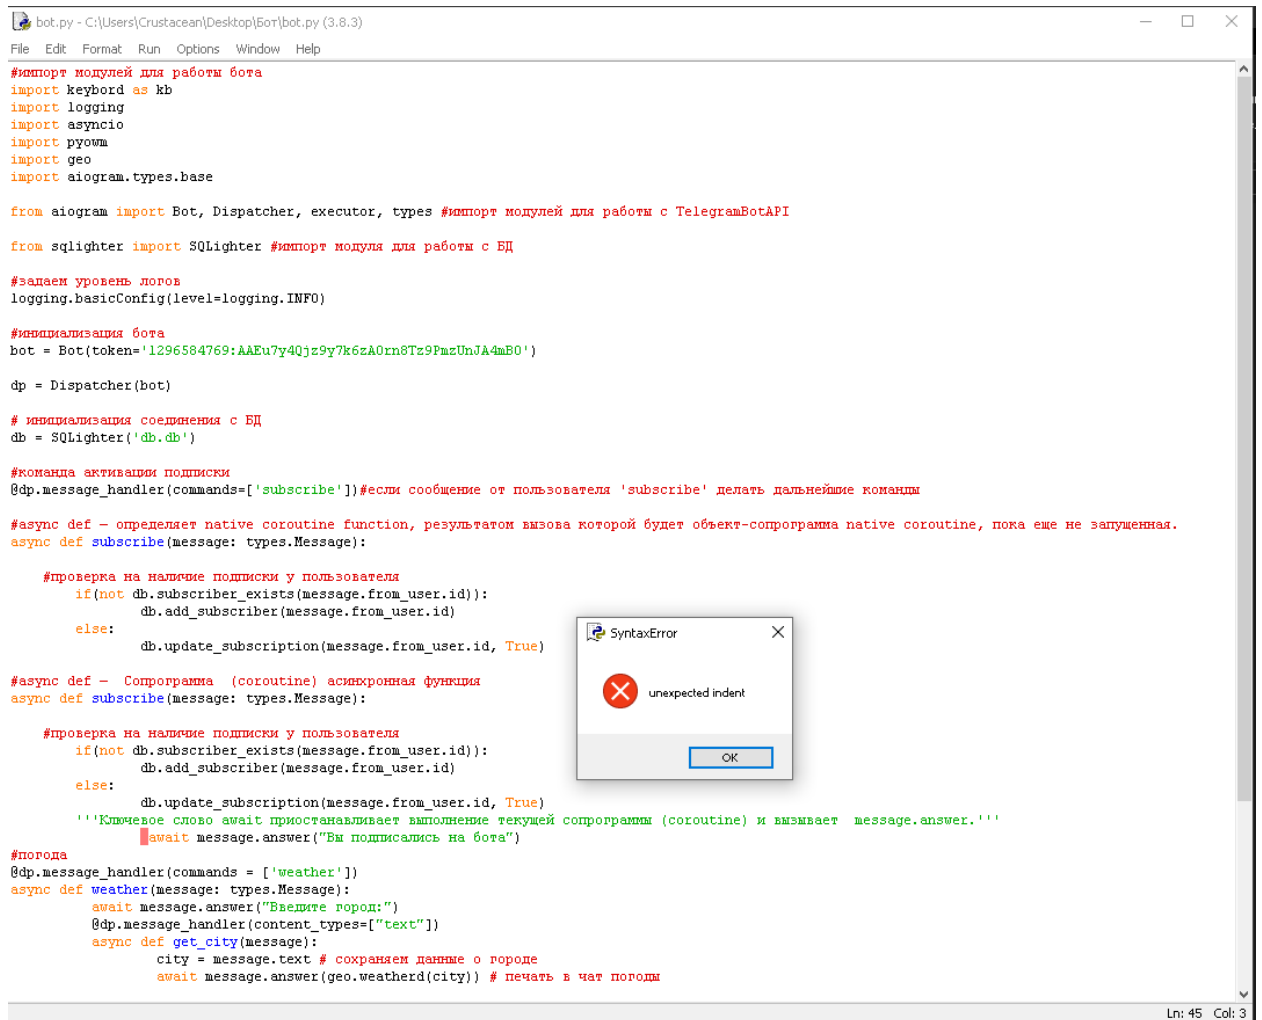 bot.py - C:\Users\Crustacean\Desktop\Бот\bot.py (3.8.3)
File Edit Format Run Options Window Help
#импорт модулей для работы бота
import keybord as kb
import logging
import asyncio
import pyowm
import geo
import aiogram.types.base
from aiogram import Bot, Dispatcher, executor, types #импорт модулей для работы с TelegramBotAPI
from sqlighter import SQLighter #импорт модуля для работы с БД
#задаем уровень логов
logging.basicConfig(level=logging.INFO)
#инициализация бота
bot = Bot(token='1296584769:AAEu7y4Qjz9y7k6zA0rn8Tz9PmzUnJA4mB0')
dp = Dispatcher(bot)
# инициализация соединения с БД
db = SQLighter('db.db')
#команда активации подписки
@dp.message_handler(commands=['subscribe'])#если сообщение от пользователя 'subscribe' делать дальнейшие команды
#async def — определяет native coroutine function, результатом вызова которой будет объект-сопрограмма native coroutine, пока еще не запущенная.
async def subscribe(message: types.Message):
#проверка на наличие подписки у пользователя
if(not db.subscriber_exists(message.from_user.id)):
db.add_subscriber(message.from_user.id)
else:
db.update_subscription(message.from_user.id, True)
#async def — Сопрограмма (coroutine) асинхронная функция
async def subscribe(message: types.Message):
#проверка на наличие подписки у пользователя
if(not db.subscriber_exists(message.from_user.id)):
db.add_subscriber(message.from_user.id)
else:
db.update_subscription(message.from_user.id, True)
'''Ключевое слово await приостанавливает выполнение текущей сопрограммы (coroutine) и вызывает message.answer.'''
await message.answer("Вы подписались на бота")
#погода
@dp.message_handler(commands = ['weather'])
async def weather(message: types.Message):
await message.answer("Введите город:")
@dp.message_handler(content_types=["text"])
async def get_city(message):
city = message.text # сохраняем данные о городе
await message.answer(geo.weatherd(city)) # печать в чат погоды
SyntaxError
unexpected indent
OK
Ln: 45 Col: 3